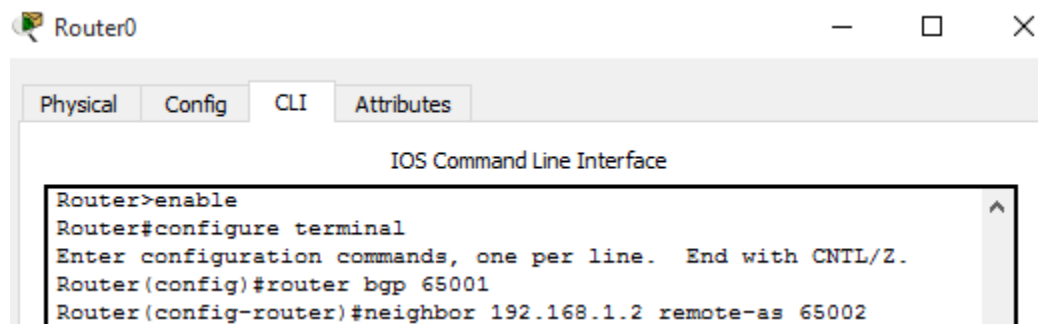 Router0
Physical Config CLI Attributes
IOS Command Line Interface
Router>enable
Router#configure terminal
Enter configuration commands, one per line.  End with CNTL/Z.
Router(config)#router bgp 65001
Router(config-router)#neighbor 192.168.1.2 remote-as 65002